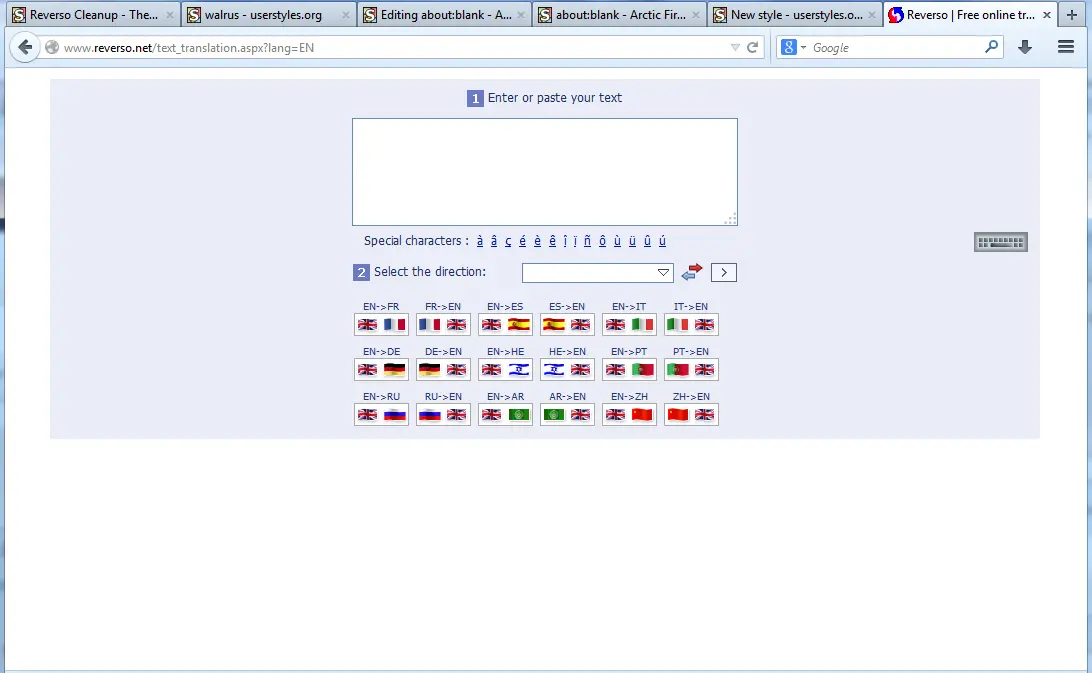 Reverso Cleanup - The...
walrus - userstyles.org
Editing about:blank - A...
about:blank - Arctic Fir...
New style - userstyles.o...
Reverso | Free online tr...
www.reverso.net/text_translation.aspx?lang=EN
8 Google
1 Enter or paste your text
Special characters : à â ç é è ê î ï ñ ô ù ü û ú
2 Select the direction:
>
EN->FR FR->EN EN->ES ES->EN EN->IT IT->EN
EN->DE DE->EN EN->HE HE->EN EN->PT PT->EN
EN->RU RU->EN EN->AR AR->EN EN->ZH ZH->EN